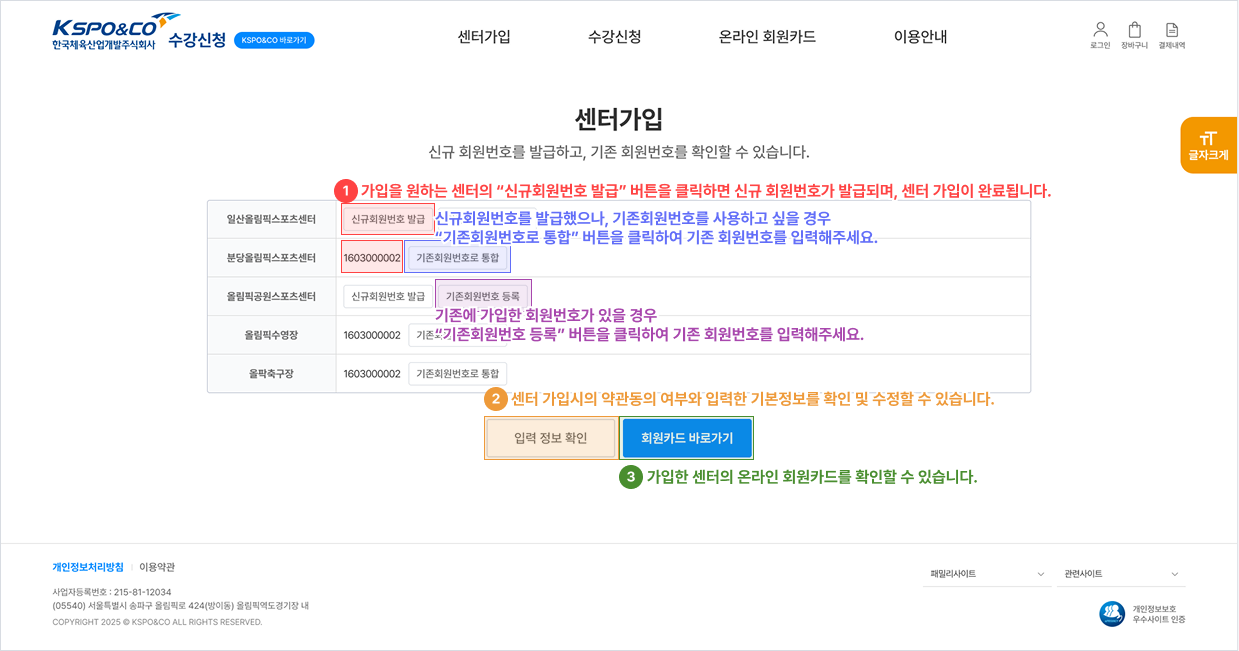 KSPO&CO
한국체육산업개발주식회사
수강신청
KSPO&CO 바로가기
센터가입
수강신청
온라인 회원카드
이용안내
로그인
장바구니
결제내역
센터가입
신규 회원번호를 발급하고, 기존 회원번호를 확인할 수 있습니다.
TT
글자크게
1 가입을 원하는 센터의 “신규회원번호 발급” 버튼을 클릭하면 신규 회원번호가 발급되며, 센터 가입이 완료됩니다.
일산올림픽스포츠센터
신규회원번호 발급
신규회원번호를 발급했으나, 기존회원번호를 사용하고 싶을 경우
“기존회원번호로 통합” 버튼을 클릭하여 기존 회원번호를 입력해주세요.
분당올림픽스포츠센터
1603000002
기존회원번호로 통합
올림픽공원스포츠센터
신규회원번호 발급
기존회원번호 등록
기존에 가입한 회원번호가 있을 경우
“기존회원번호 등록” 버튼을 클릭하여 기존 회원번호를 입력해주세요.
올림픽수영장
1603000002
올팍축구장
1603000002
기존회원번호로 통합
2 센터 가입시의 약관동의 여부와 입력한 기본정보를 확인 및 수정할 수 있습니다.
입력 정보 확인
회원카드 바로가기
3 가입한 센터의 온라인 회원카드를 확인할 수 있습니다.
개인정보처리방침
이용약관
사업자등록번호 : 215-81-12034
(05540) 서울특별시 송파구 올림픽로 424(방이동) 올림픽역도경기장 내
COPYRIGHT 2025 © KSPO&CO ALL RIGHTS RESERVED.
패밀리사이트
관련사이트
개인정보보호
우수사이트 인증